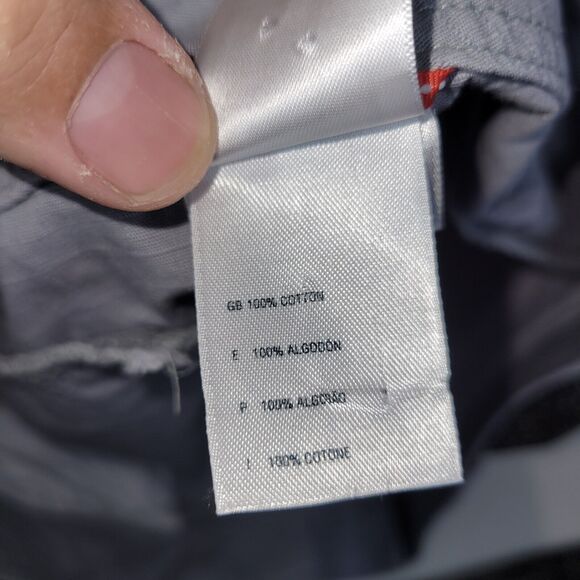 GB 100% COTTON
E 100% ALGODÓN
P 100% ALGODÃO
I 100% COTONE